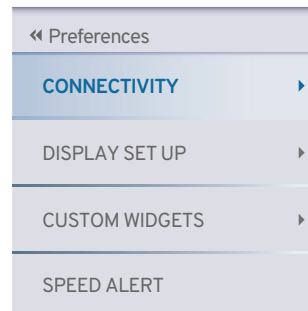 Preferences
CONNECTIVITY
DISPLAY SET UP
CUSTOM WIDGETS
SPEED ALERT